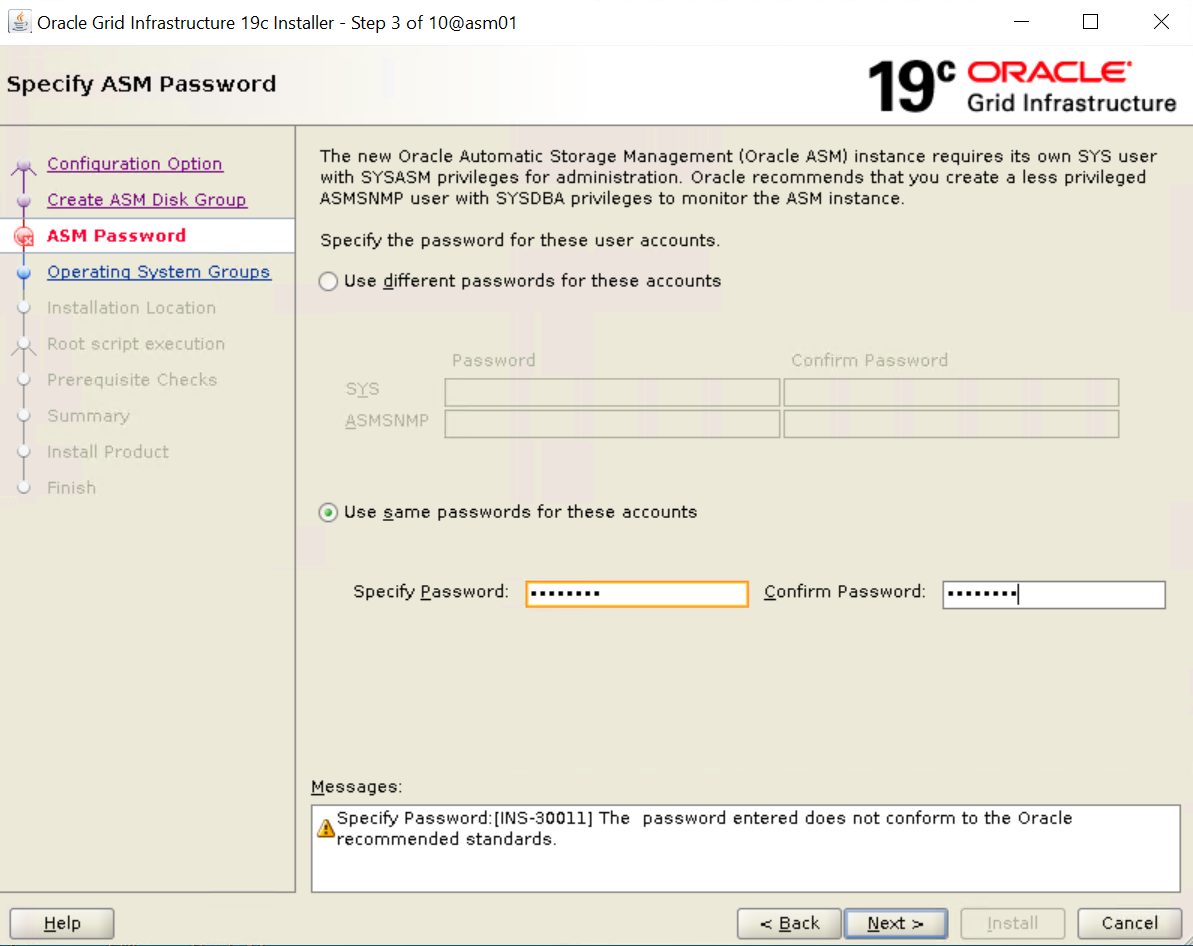 Oracle Grid Infrastructure 19c Installer - Step 3 of 10@asm01
Specify ASM Password
19c ORACLE
Grid Infrastructure
Configuration Option
Create ASM Disk Group
ASM Password
Operating System Groups
Installation Location
Root script execution
Prerequisite Checks
Summary
Install Product
Finish
The new Oracle Automatic Storage Management (Oracle ASM) instance requires its own SYS user
with SYSASM privileges for administration. Oracle recommends that you create a less privileged
ASMSNMP user with SYSDBA privileges to monitor the ASM instance.
Specify the password for these user accounts.
Use different passwords for these accounts
Password Confirm Password
SYS
ASMSNMP
Use same passwords for these accounts
Specify Password: •••••••• Confirm Password: ••••••••
Messages:
Specify Password:[INS-30011] The  password entered does not conform to the Oracle
recommended standards.
Help < Back Next > Install Cancel